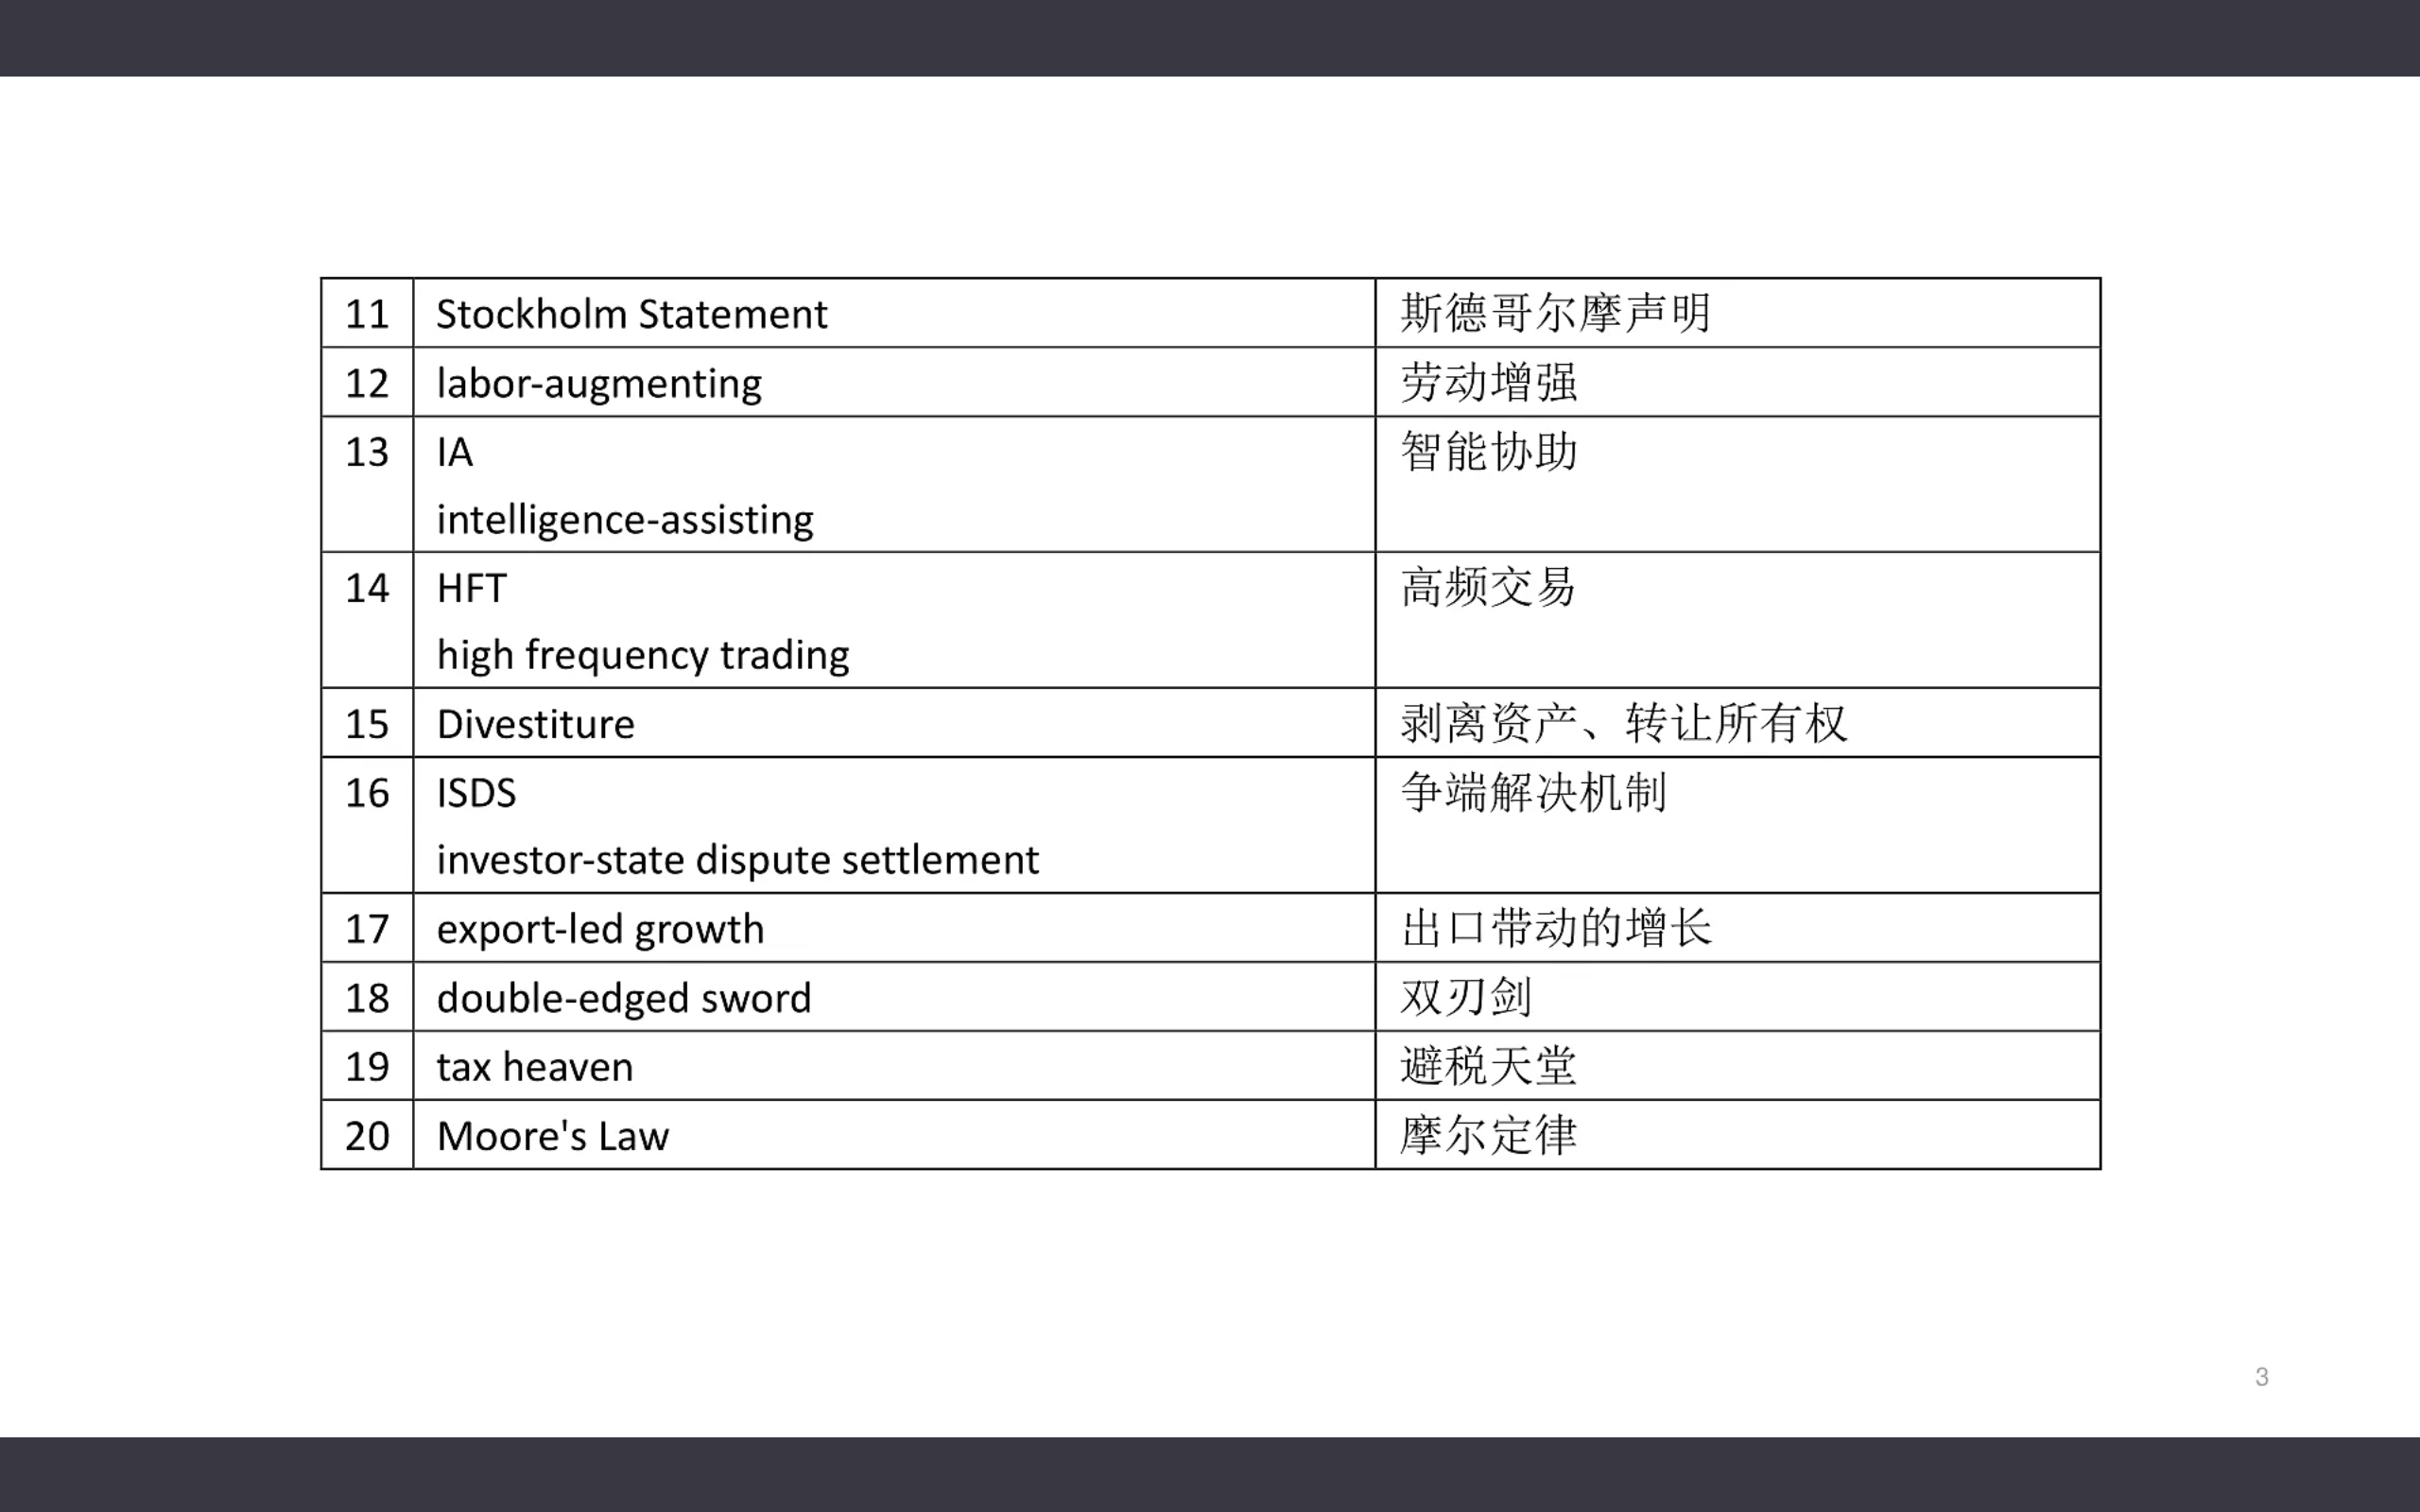 11 Stockholm Statement 斯德哥尔摩声明
12 labor-augmenting 劳动增强
13 IA 智能协助
intelligence-assisting
14 HFT 高频交易
high frequency trading
15 Divestiture 剥离资产、转让所有权
16 ISDS 争端解决机制
investor-state dispute settlement
17 export-led growth 出口带动的增长
18 double-edged sword 双刃剑
19 tax heaven 避税天堂
20 Moore's Law 摩尔定律
3